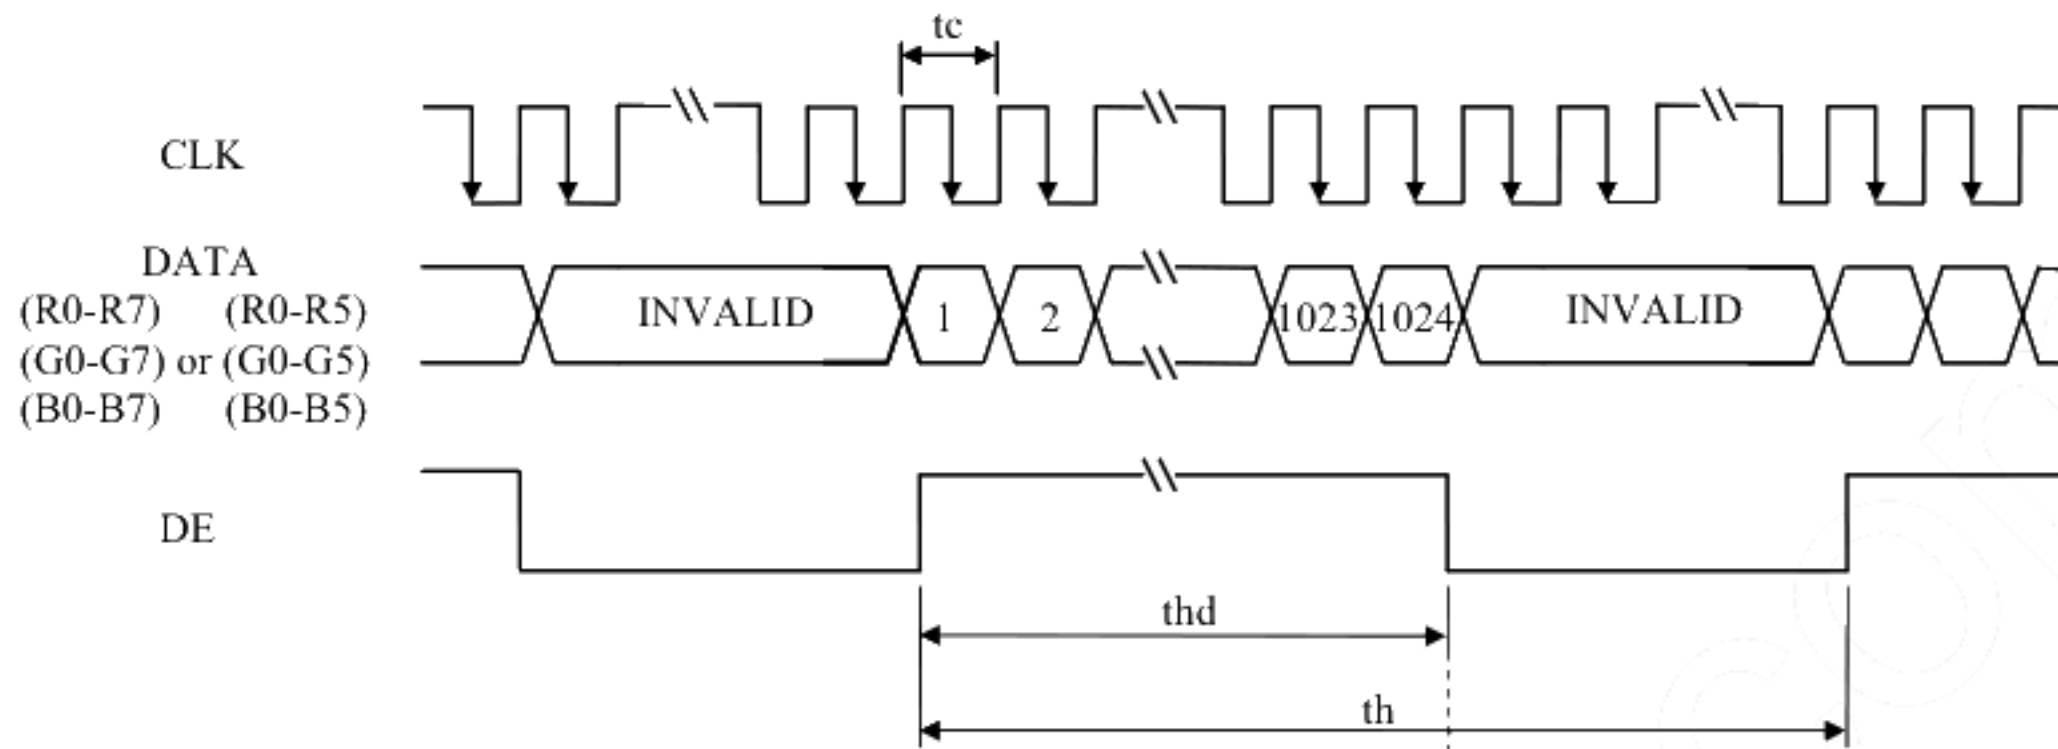 tc
CLK
DATA
(R0-R7) (R0-R5)
(G0-G7) or (G0-G5)
(B0-B7) (B0-B5)
INVALID 1 2 1023 1024 INVALID
DE
thd
th